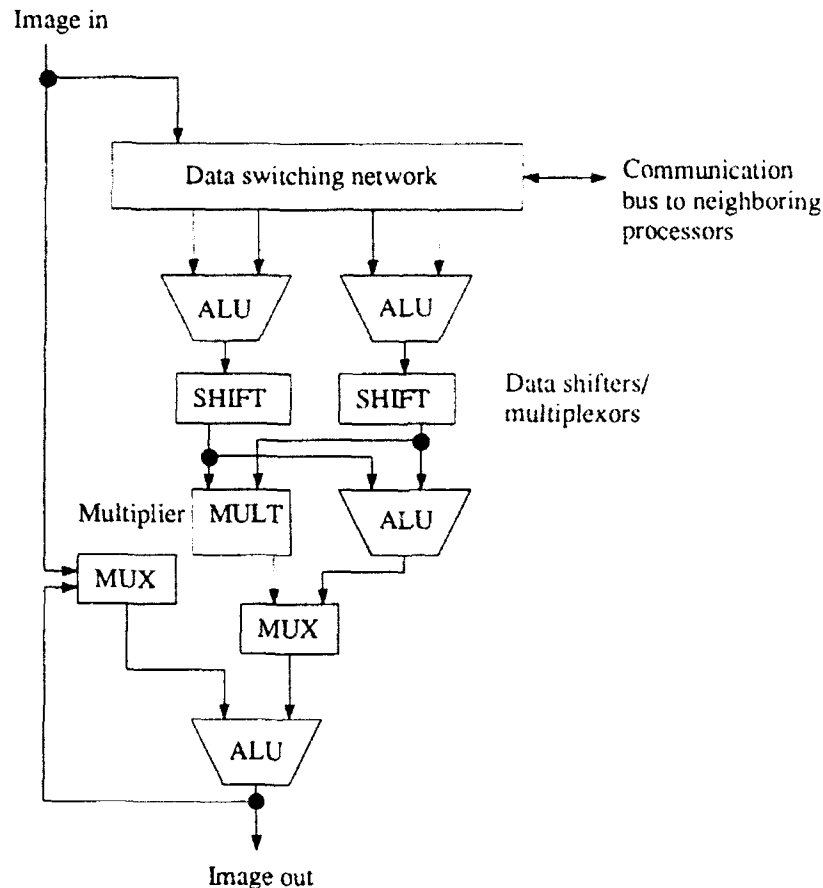 Image in
Data switching network
Communication
bus to neighboring
processors
ALU
ALU
SHIFT
SHIFT
Data shifters/
multiplexors
Multiplier
MULT
ALU
MUX
MUX
ALU
Image out